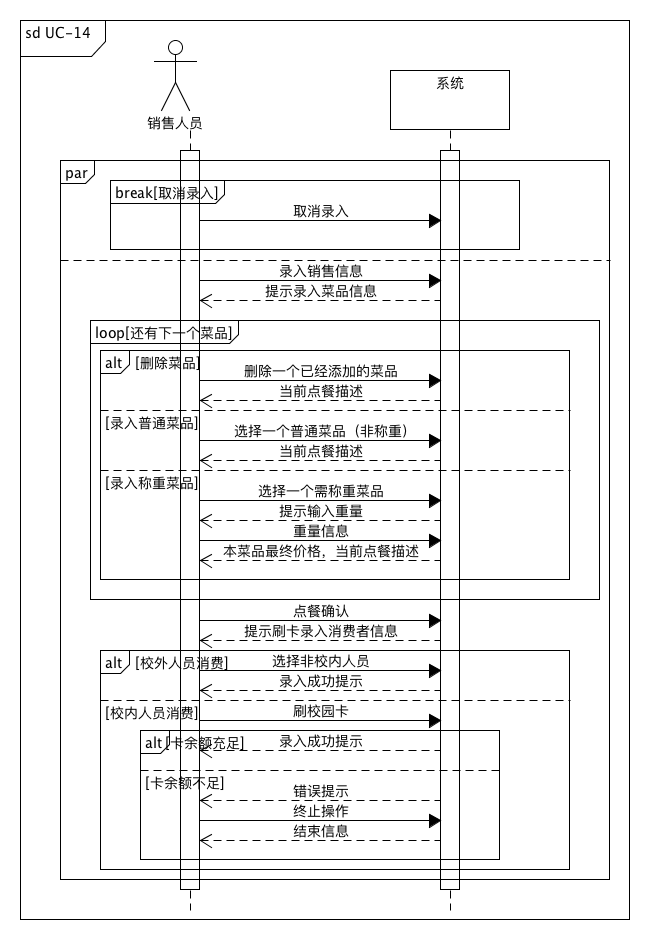 sd UC-14
销售人员
系统
par
break[取消录入]
取消录入
录入销售信息
提示录入菜品信息
loop[还有下一个菜品]
alt [删除菜品]
删除一个已经添加的菜品
当前点餐描述
[录入普通菜品]
选择一个普通菜品（非称重）
当前点餐描述
[录入称重菜品]
选择一个需称重菜品
提示输入重量
重量信息
本菜品最终价格，当前点餐描述
点餐确认
提示刷卡录入消费者信息
alt [校外人员消费]
选择非校内人员
录入成功提示
[校内人员消费]
刷校园卡
alt[卡余额充足]
录入成功提示
[卡余额不足]
错误提示
终止操作
结束信息